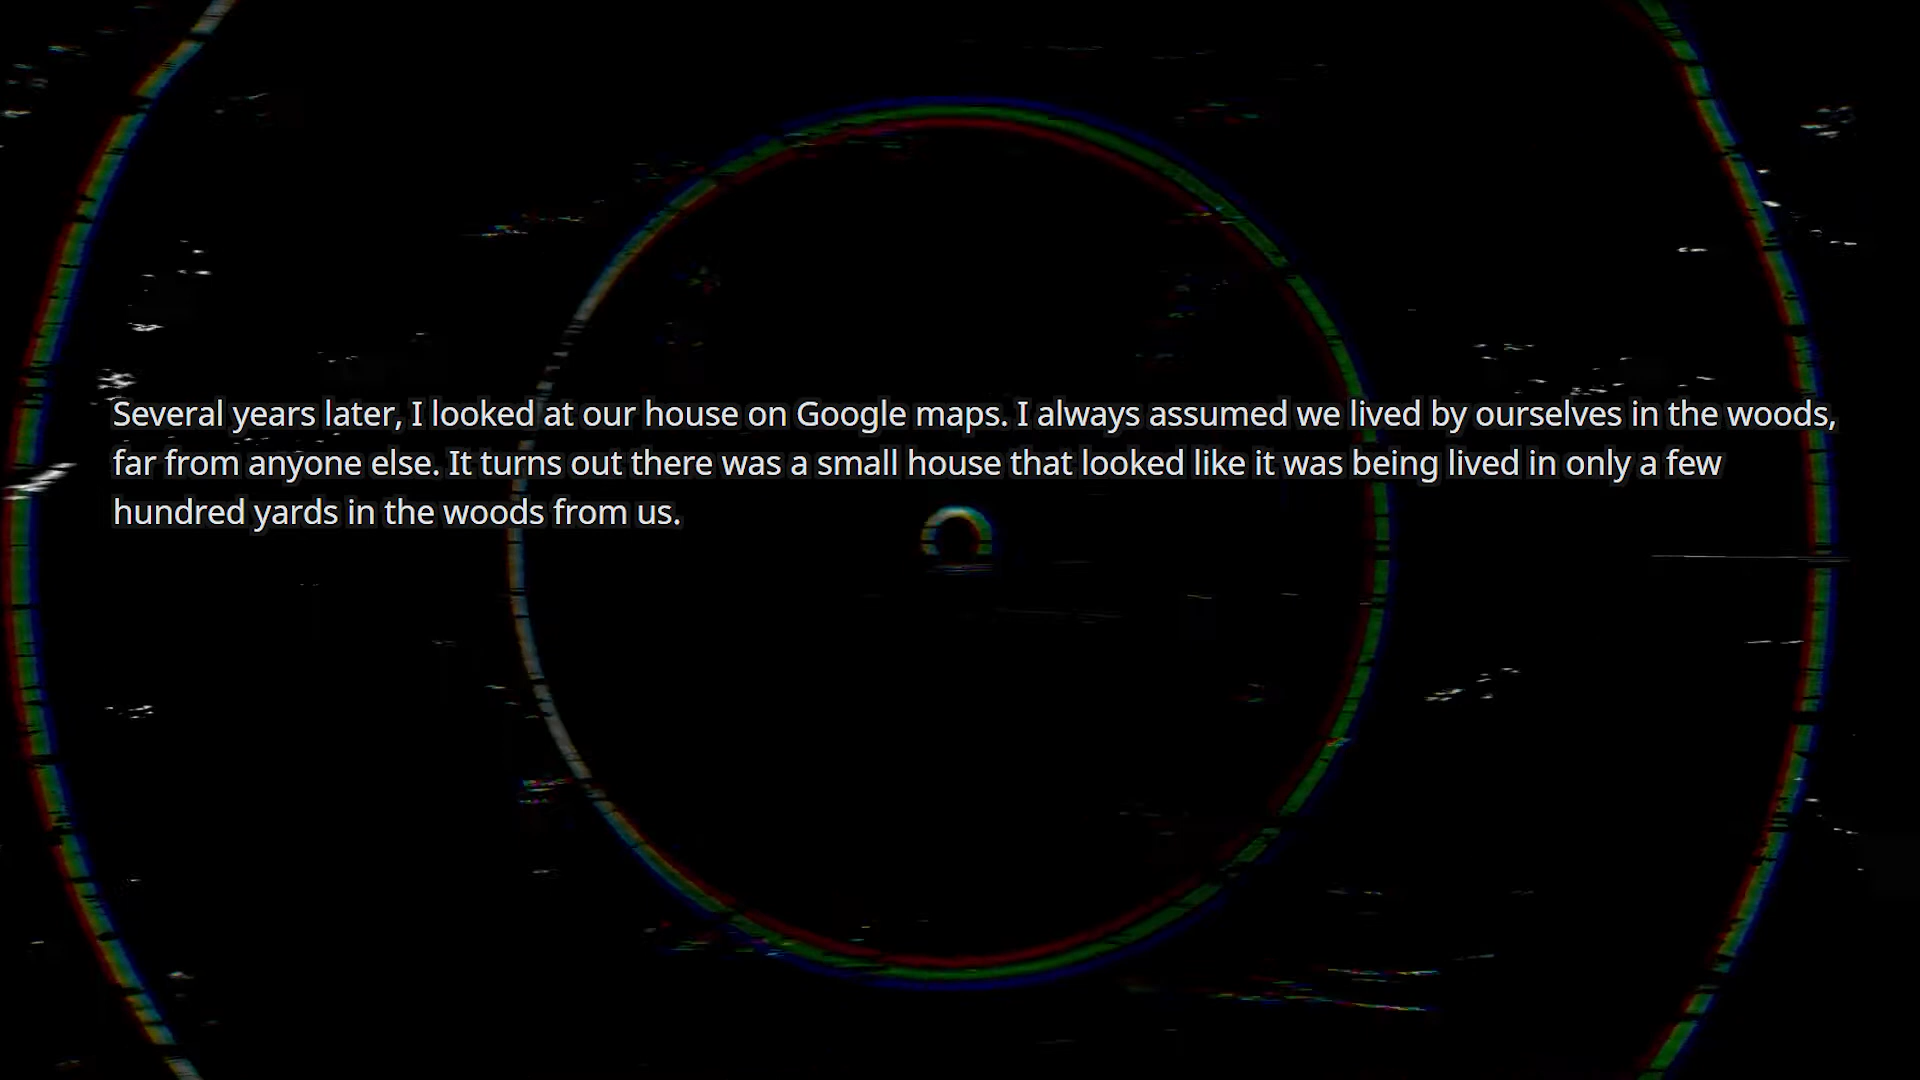 Several years later, I looked at our house on Google maps. I always assumed we lived by ourselves in the woods,
far from anyone else. It turns out there was a small house that looked like it was being lived in only a few
hundred yards in the woods from us.